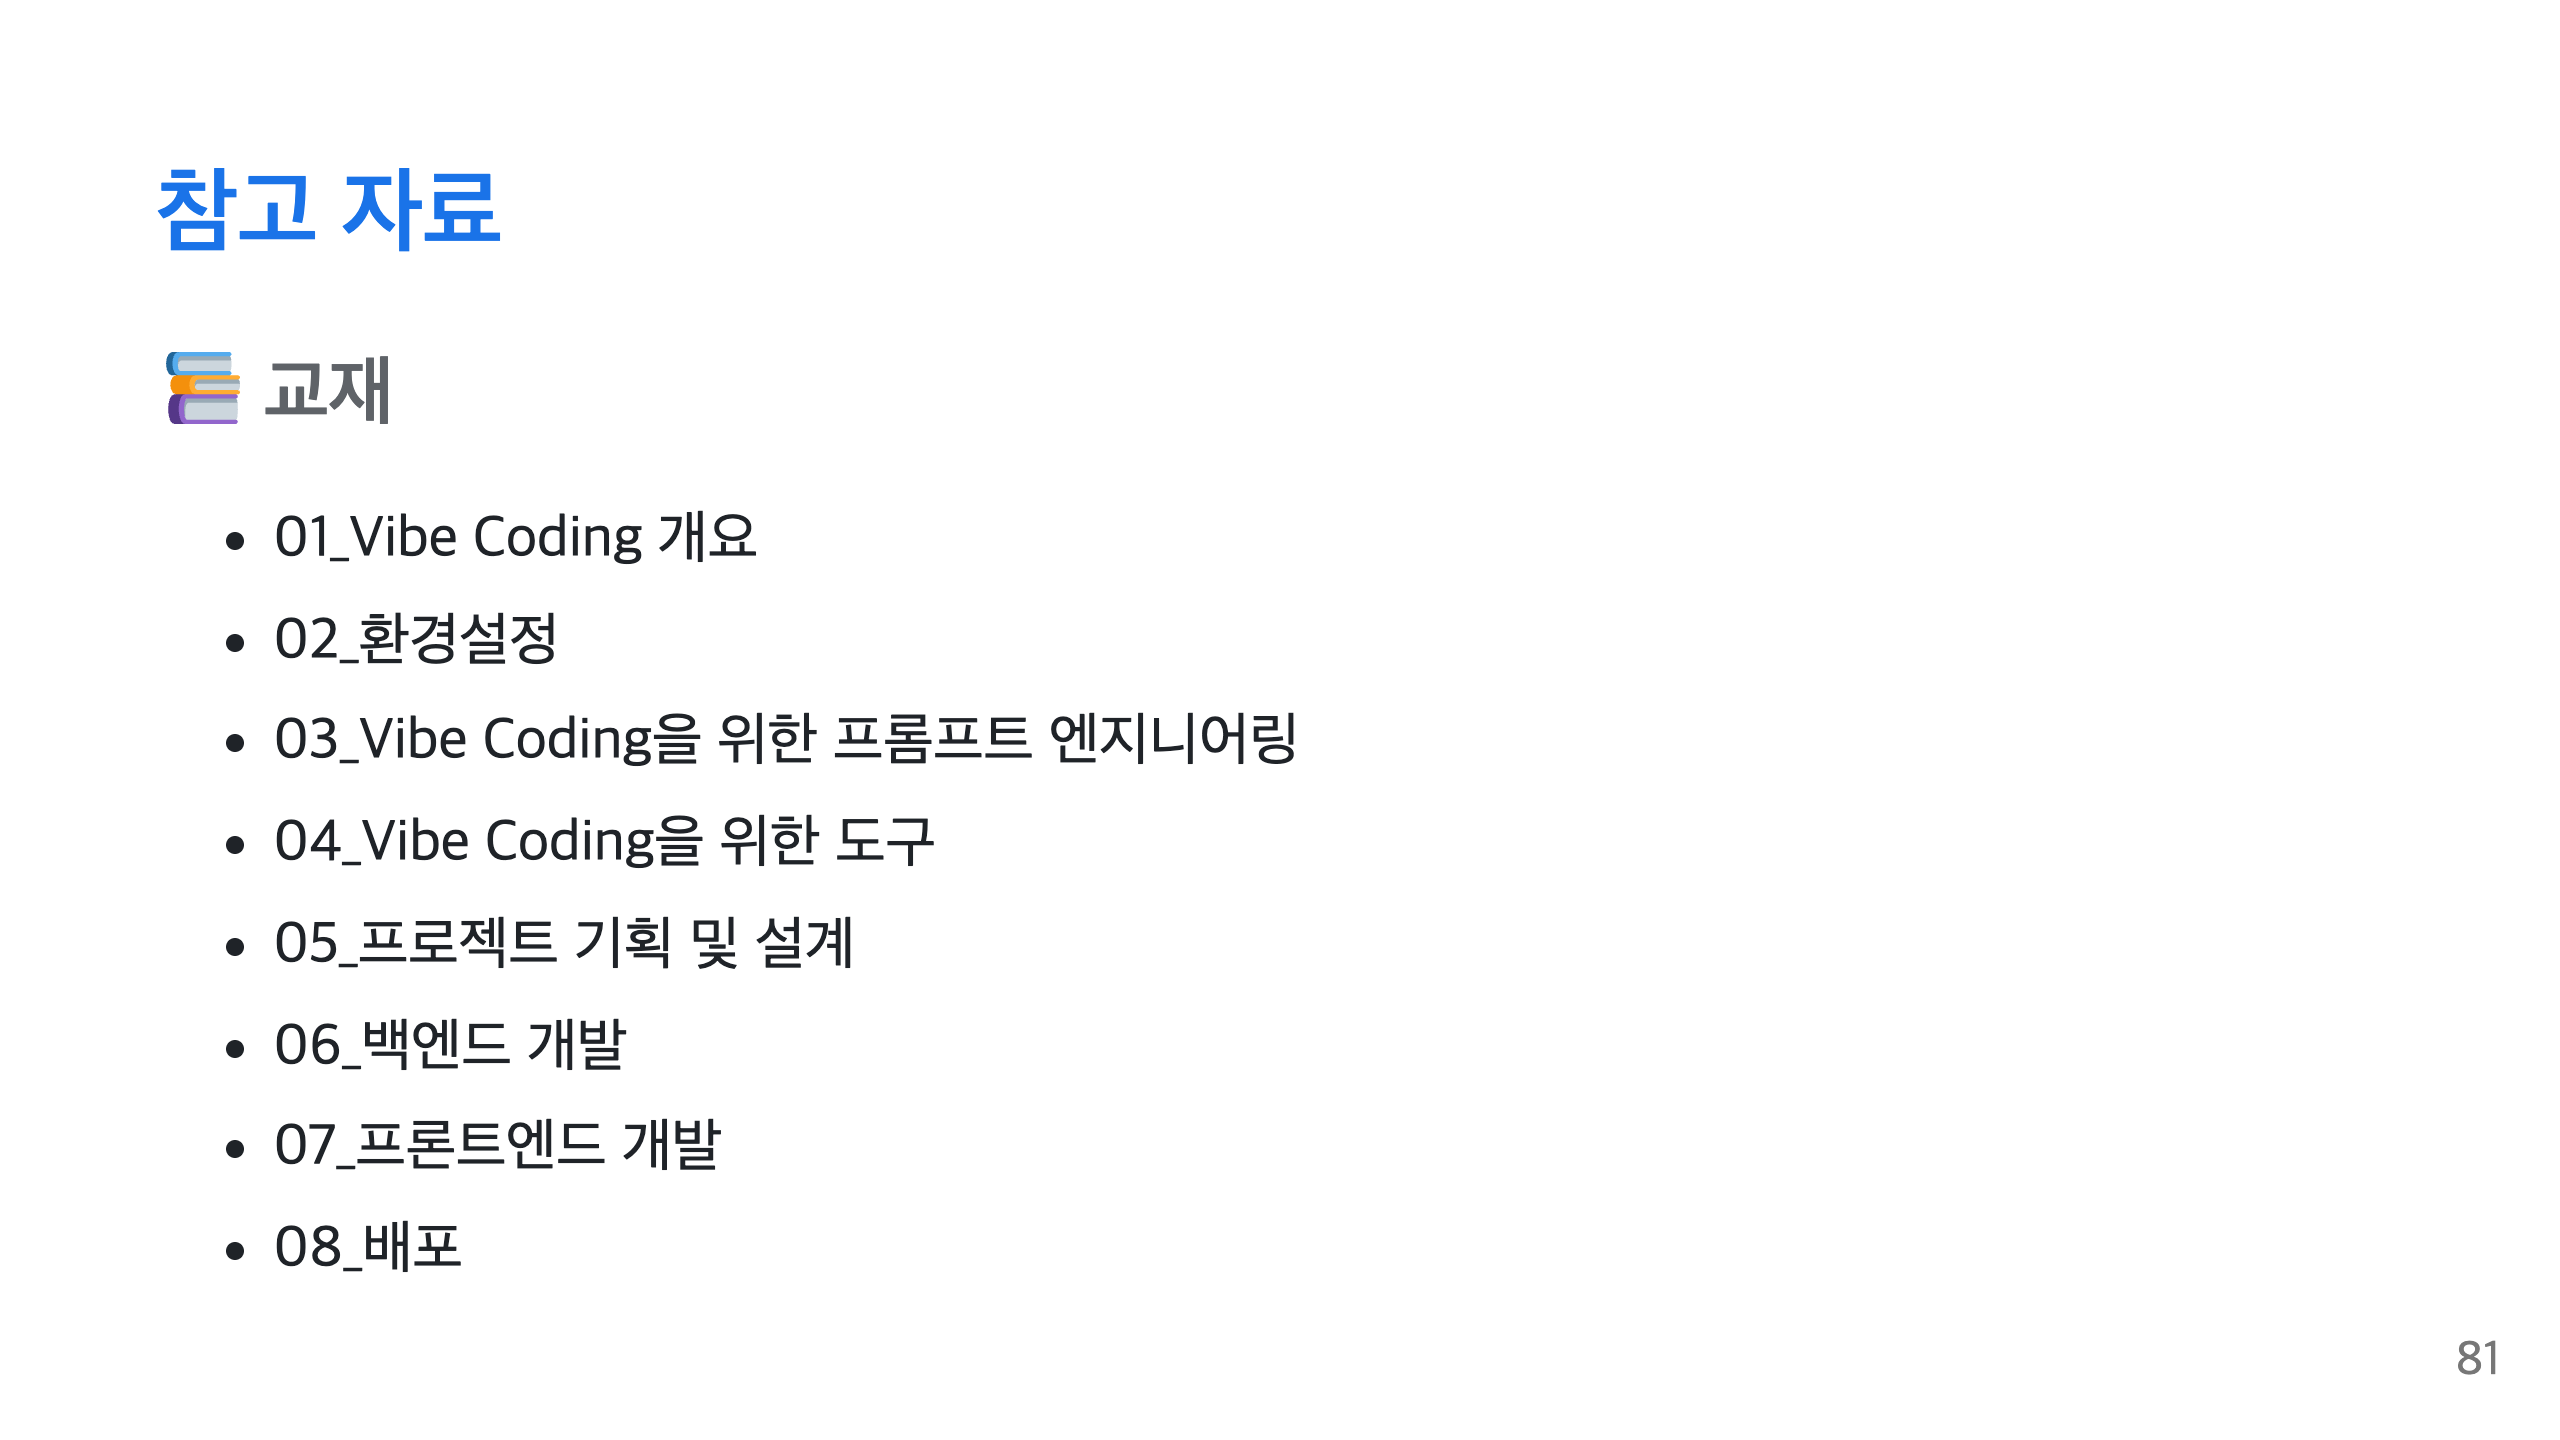 참고 자료
📚 교재
• 01_Vibe Coding 개요
• 02_환경설정
• 03_Vibe Coding을 위한 프롬프트 엔지니어링
• 04_Vibe Coding을 위한 도구
• 05_프로젝트 기획 및 설계
• 06_백엔드 개발
• 07_프론트엔드 개발
• 08_배포
81